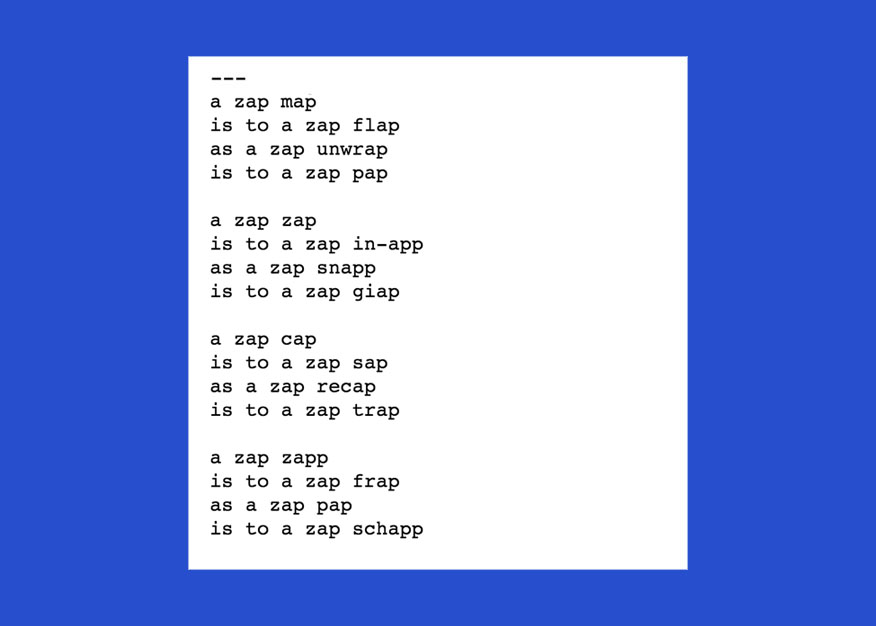 ---
a zap map
is to a zap flap
as a zap unwrap
is to a zap pap

a zap zap
is to a zap in-app
as a zap snapp
is to a zap giap

a zap cap
is to a zap sap
as a zap recap
is to a zap trap

a zap zapp
is to a zap frap
as a zap pap
is to a zap schapp